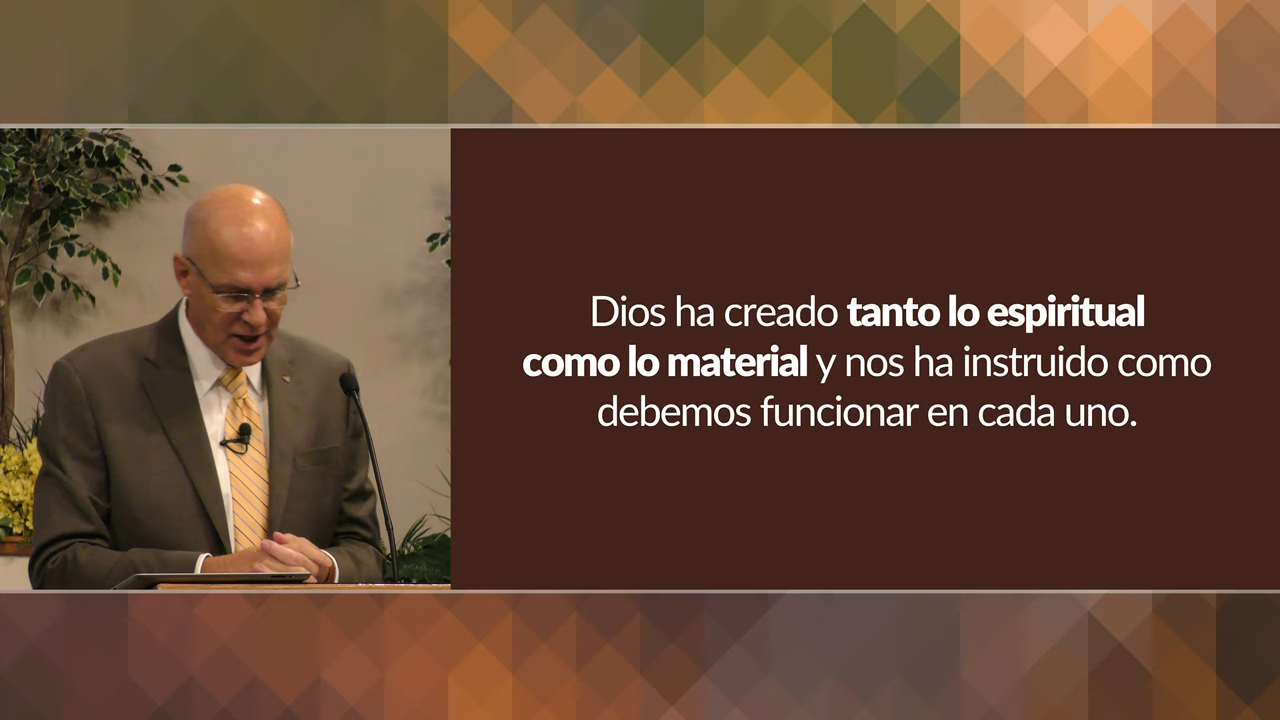 Dios ha creado tanto lo espiritual
como lo material y nos ha instruido como
debemos funcionar en cada uno.